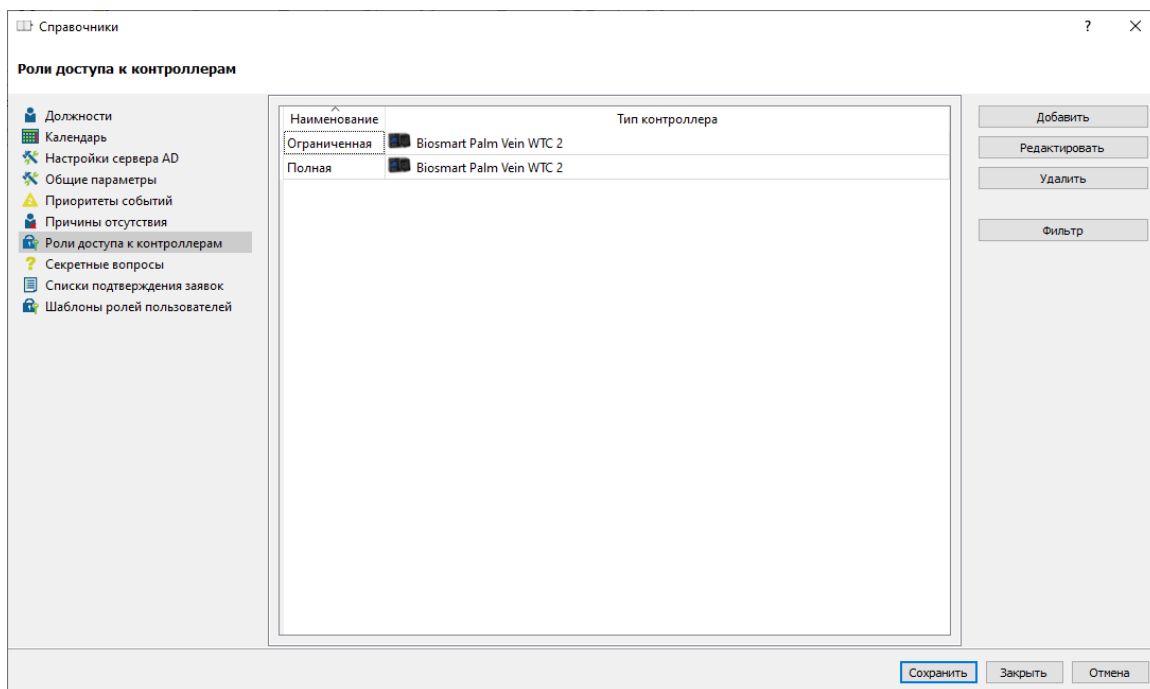 Справочники
?
Роли доступа к контроллерам
Должности
Календарь
Настройки сервера AD
Общие параметры
Приоритеты событий
Причины отсутствия
Роли доступа к контроллерам
Секретные вопросы
Списки подтверждения заявок
Шаблоны ролей пользователей
Наименование Тип контроллера
Ограниченная Biosmart Palm Vein WTC 2
Полная Biosmart Palm Vein WTC 2
Добавить
Редактировать
Удалить
Фильтр
Сохранить Закрыть Отмена